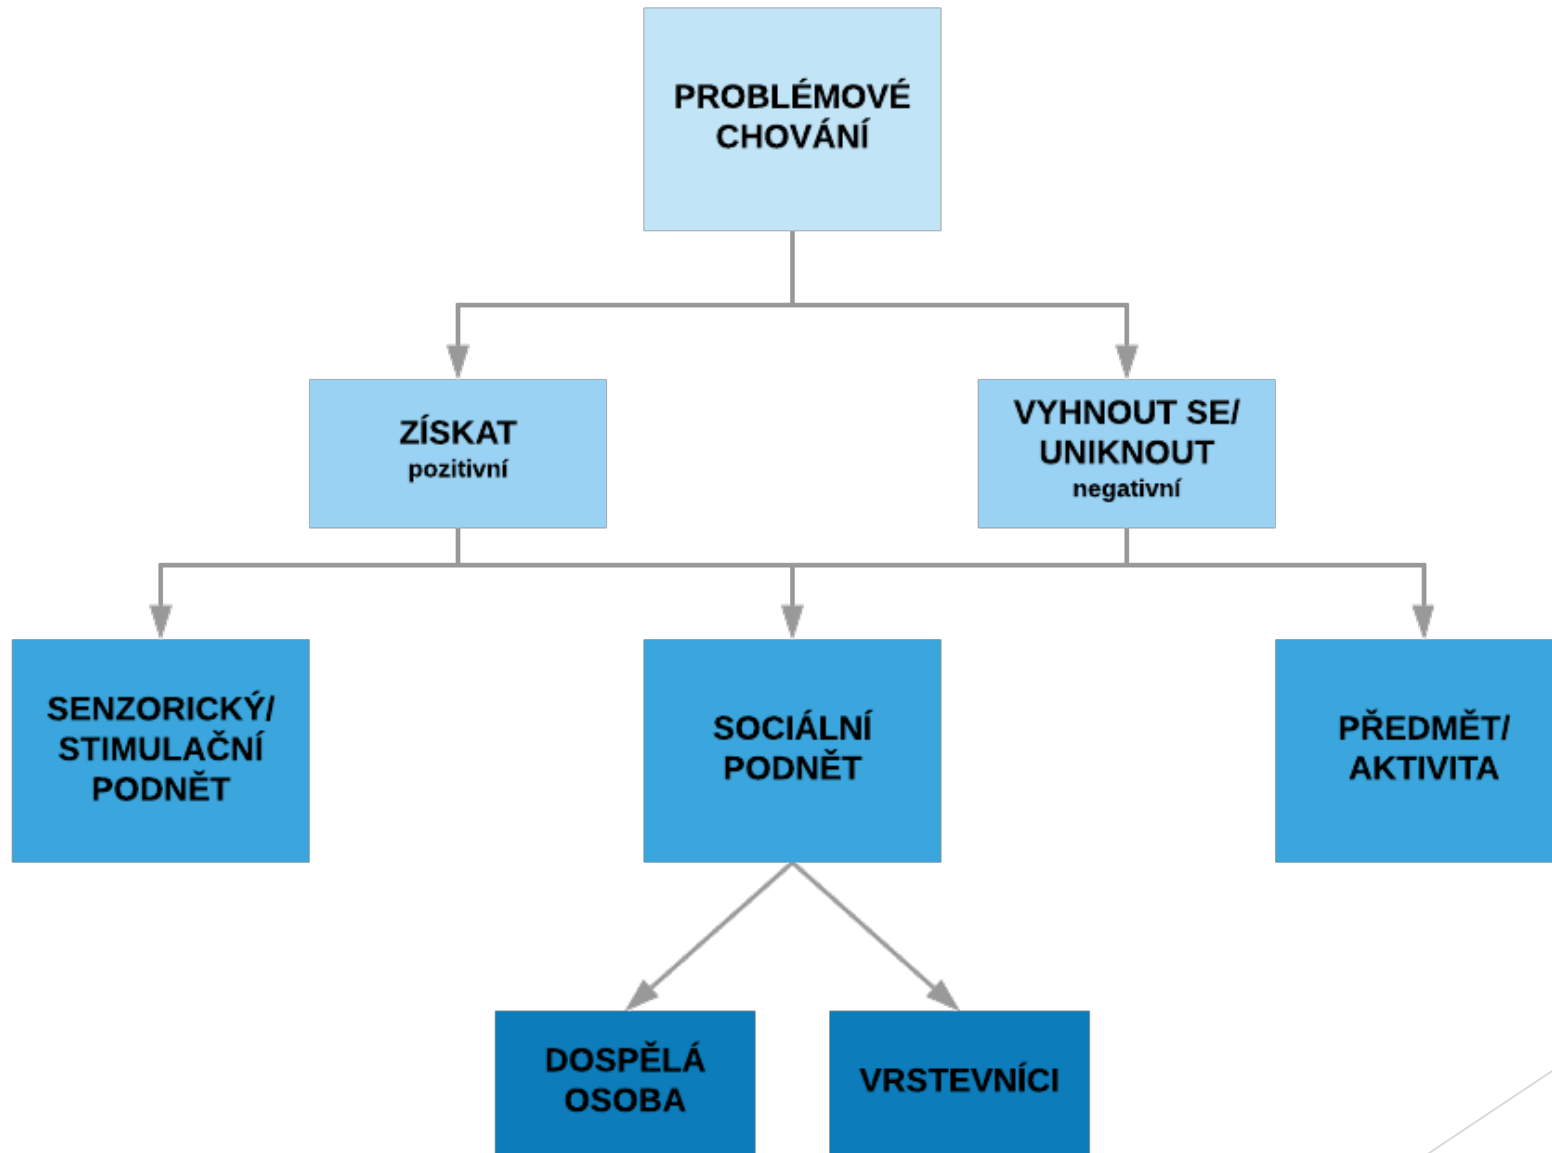 PROBLÉMOVÉ
CHOVÁNÍ
ZÍSKAT
pozitivní
VYHNOUT SE/
UNIKNOUT
negativní
SENZORICKÝ/
STIMULAČNÍ
PODNĚT
SOCIÁLNÍ
PODNĚT
PŘEDMĚT/
AKTIVITA
DOSPĚLÁ
OSOBA
VRSTEVNÍCI